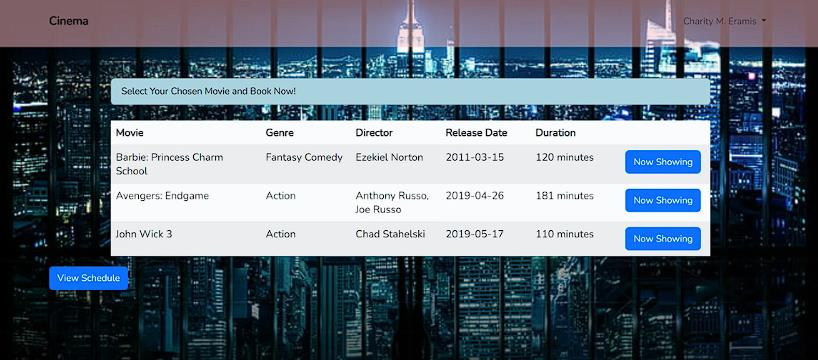 Cinema
Charity M. Eramis
Select Your Chosen Movie and Book Now!
Movie Genre Director Release Date Duration
Barbie: Princess Charm School Fantasy Comedy Ezekiel Norton 2011-03-15 120 minutes Now Showing
Avengers: Endgame Action Anthony Russo, Joe Russo 2019-04-26 181 minutes Now Showing
John Wick 3 Action Chad Stahelski 2019-05-17 110 minutes Now Showing
View Schedule